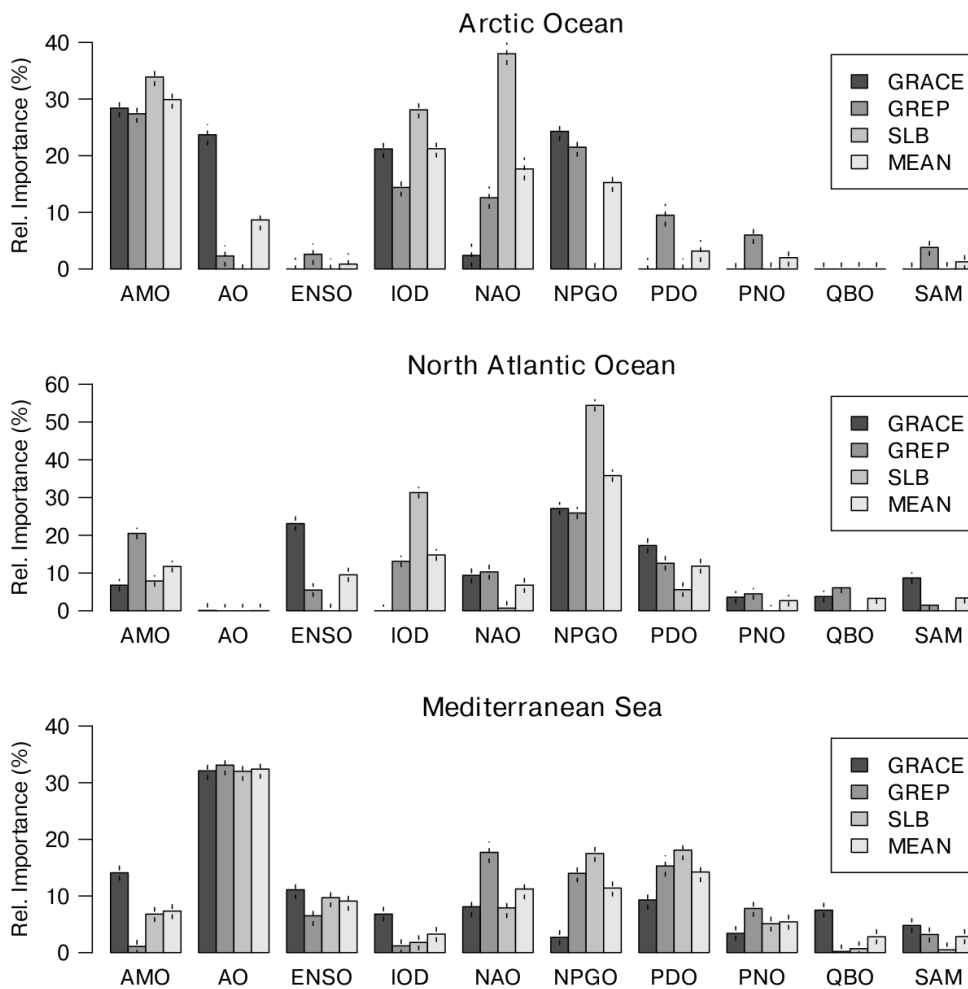 Arctic Ocean
Rel. Importance (%)
40
30
20
10
0
GRACE
GREP
SLB
MEAN
AMO AO ENSO IOD NAO NPGO PDO PNO QBO SAM
North Atlantic Ocean
Rel. Importance (%)
60
50
40
30
20
10
0
GRACE
GREP
SLB
MEAN
AMO AO ENSO IOD NAO NPGO PDO PNO QBO SAM
Mediterranean Sea
Rel. Importance (%)
40
30
20
10
0
GRACE
GREP
SLB
MEAN
AMO AO ENSO IOD NAO NPGO PDO PNO QBO SAM